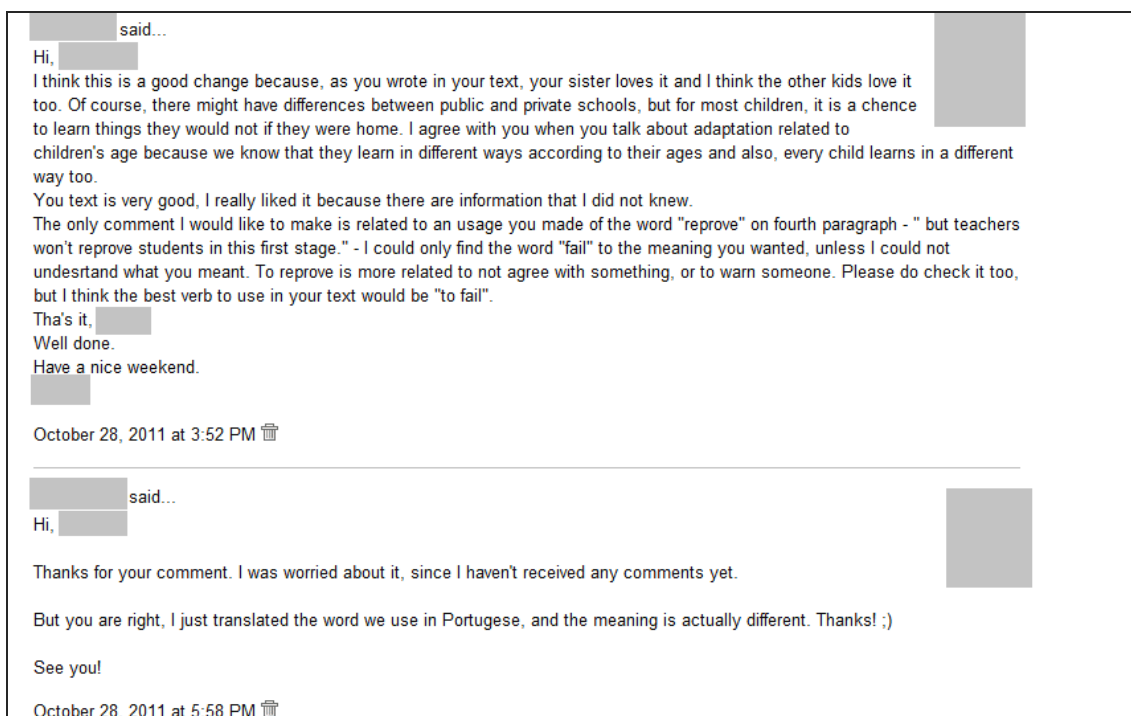 said...
Hi,
I think this is a good change because, as you wrote in your text, your sister loves it and I think the other kids love it
too. Of course, there might have differences between public and private schools, but for most children, it is a chence
to learn things they would not if they were home. I agree with you when you talk about adaptation related to
children's age because we know that they learn in different ways according to their ages and also, every child learns in a different
way too.
You text is very good, I really liked it because there are information that I did not knew.
The only comment I would like to make is related to an usage you made of the word "reprove" on fourth paragraph - " but teachers
won't reprove students in this first stage." - I could only find the word "fail" to the meaning you wanted, unless I could not
undesrtand what you meant. To reprove is more related to not agree with something, or to warn someone. Please do check it too,
but I think the best verb to use in your text would be "to fail".
Tha's it,
Well done.
Have a nice weekend.
October 28, 2011 at 3:52 PM
said...
Hi,
Thanks for your comment. I was worried about it, since I haven't received any comments yet.
But you are right, I just translated the word we use in Portugese, and the meaning is actually different. Thanks! ;)
See you!
October 28, 2011 at 5:58 PM